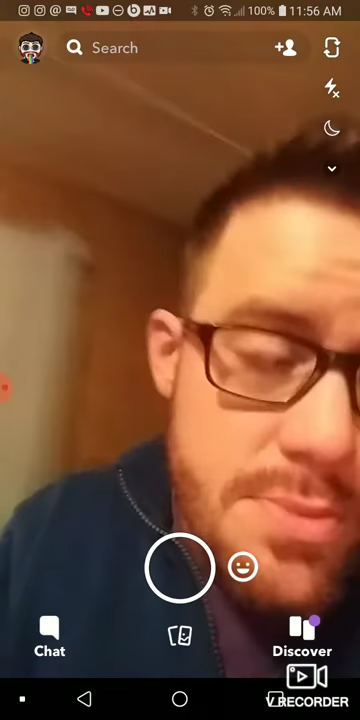 100% 11:56 AM
Search
Chat
Discover
V RECORDER